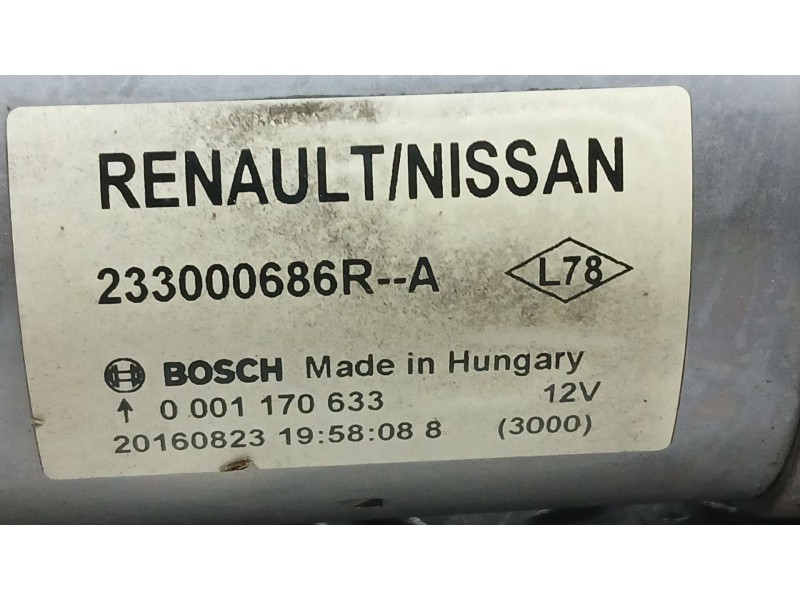 RENAULT/NISSAN
233000686R--A L78
BOSCH Made in Hungary
0 001 170 633 12V
20160823 19:58:08 8 (3000)